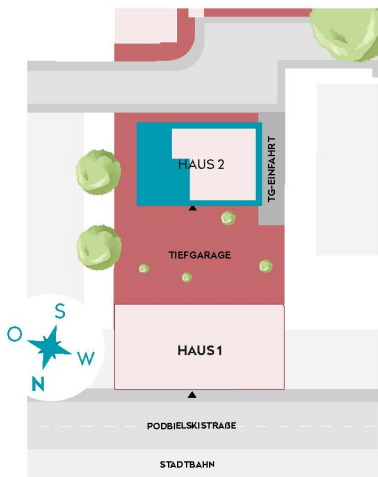 HAUS 2
TG-EINFAHRT
TIEFGARAGE
S
O
W
N
HAUS 1
PODBIELSKISTRAßE
STADTBAHN